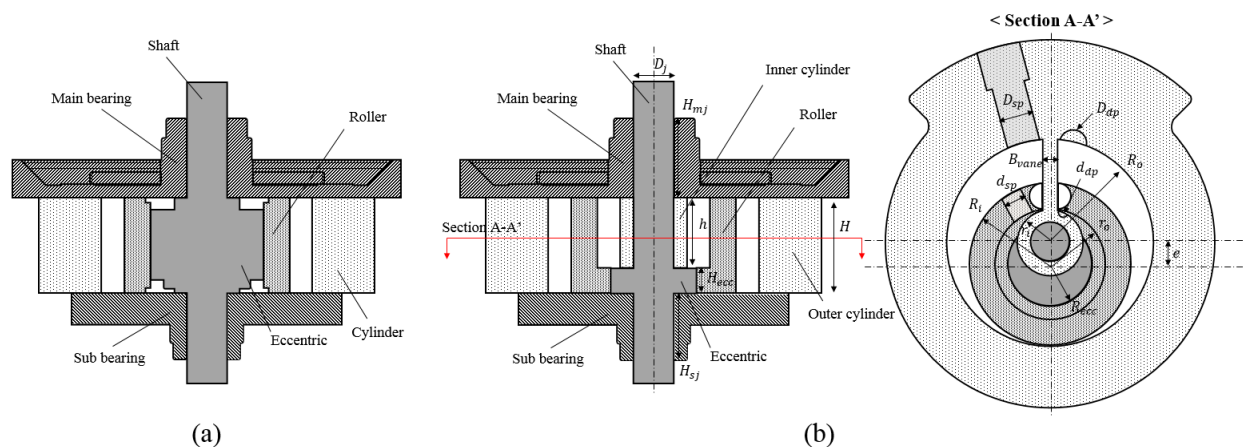 Shaft
Main bearing
Roller
Eccentric
Cylinder
Sub bearing
(a)
Shaft
D_j
Inner cylinder
Main bearing
H_mj
Roller
Section A-A'
h
H
H_ecc
Outer cylinder
Sub bearing
H_sj
Eccentric
(b)
< Section A-A' >
D_sp
D_dp
B_vane
R_o
d_sp
d_dp
R_i
r_i
r_o
e
R_ecc